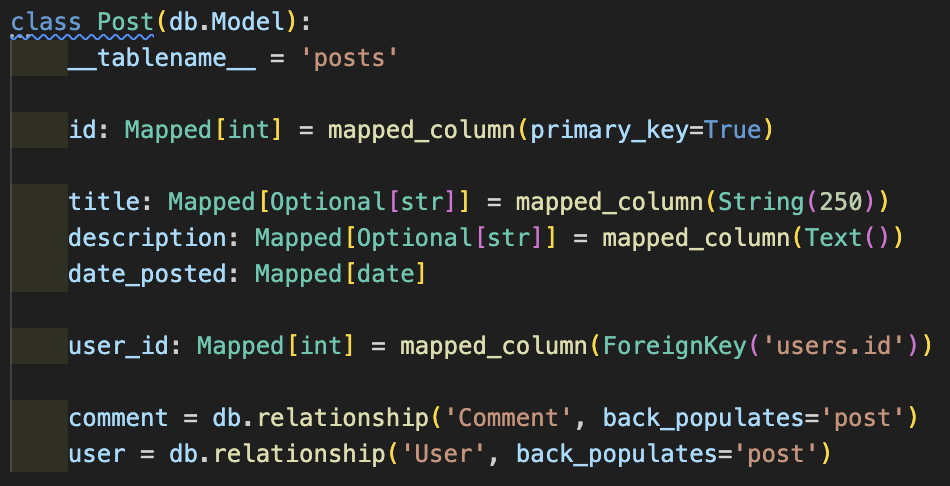 class Post(db.Model):
__tablename__ = 'posts'
id: Mapped[int] = mapped_column(primary_key=True)
title: Mapped[Optional[str]] = mapped_column(String(250))
description: Mapped[Optional[str]] = mapped_column(Text())
date_posted: Mapped[date]
user_id: Mapped[int] = mapped_column(ForeignKey('users.id'))
comment = db.relationship('Comment', back_populates='post')
user = db.relationship('User', back_populates='post')